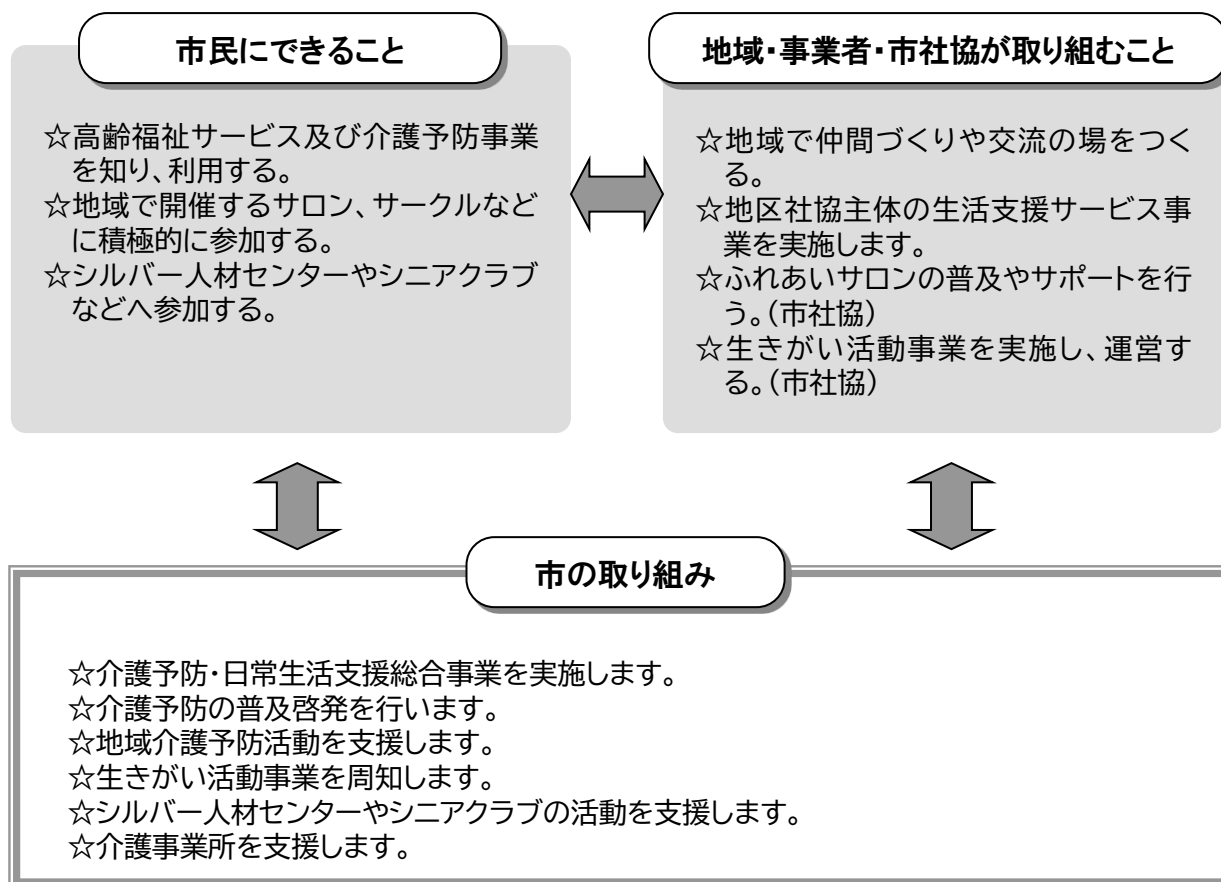 市民にできること
☆高齢福祉サービス及び介護予防事業
を知り、利用する。
☆地域で開催するサロン、サークルなど
に積極的に参加する。
☆シルバー人材センターやシニアクラブ
などへ参加する。
地域・事業者・市社協が取り組むこと
☆地域で仲間づくりや交流の場をつく
る。
☆地区社協主体の生活支援サービス事
業を実施します。
☆ふれあいサロンの普及やサポートを行
う。(市社協)
☆生きがい活動事業を実施し、運営す
る。(市社協)
市の取り組み
☆介護予防・日常生活支援総合事業を実施します。
☆介護予防の普及啓発を行います。
☆地域介護予防活動を支援します。
☆生きがい活動事業を周知します。
☆シルバー人材センターやシニアクラブの活動を支援します。
☆介護事業所を支援します。